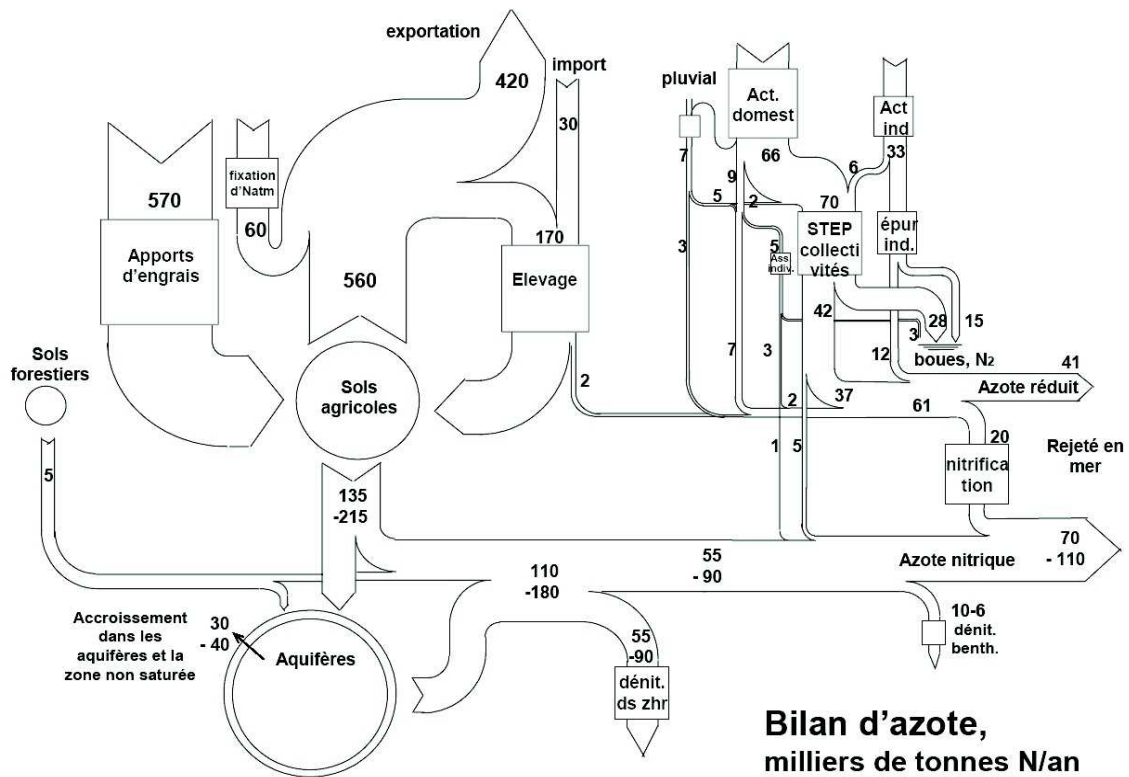 exportation
420
import
30
570
Apports
d'engrais
fixation
d'Natm
60
560
170
Elevage
2
Sols
forestiers
5
Sols
agricoles
135
-215
pluvial
7
Act.
domest
66
9
5
2
3
7
Act
ind
33
6
70
STEP
collecti
vités
épur
ind.
5
Ass
indiv.
42
3
28
15
boues, N₂
3
12
2
37
1
5
41
Azote réduit
61
20
nitrifica
tion
Rejeté en
mer
70
- 110
Azote nitrique
55
- 90
110
-180
10-6
dénit.
benth.
55
-90
dénit.
ds zhr
Accroissement
dans les
aquifères et la
zone non saturée
30
- 40
Aquifères
Bilan d'azote,
milliers de tonnes N/an